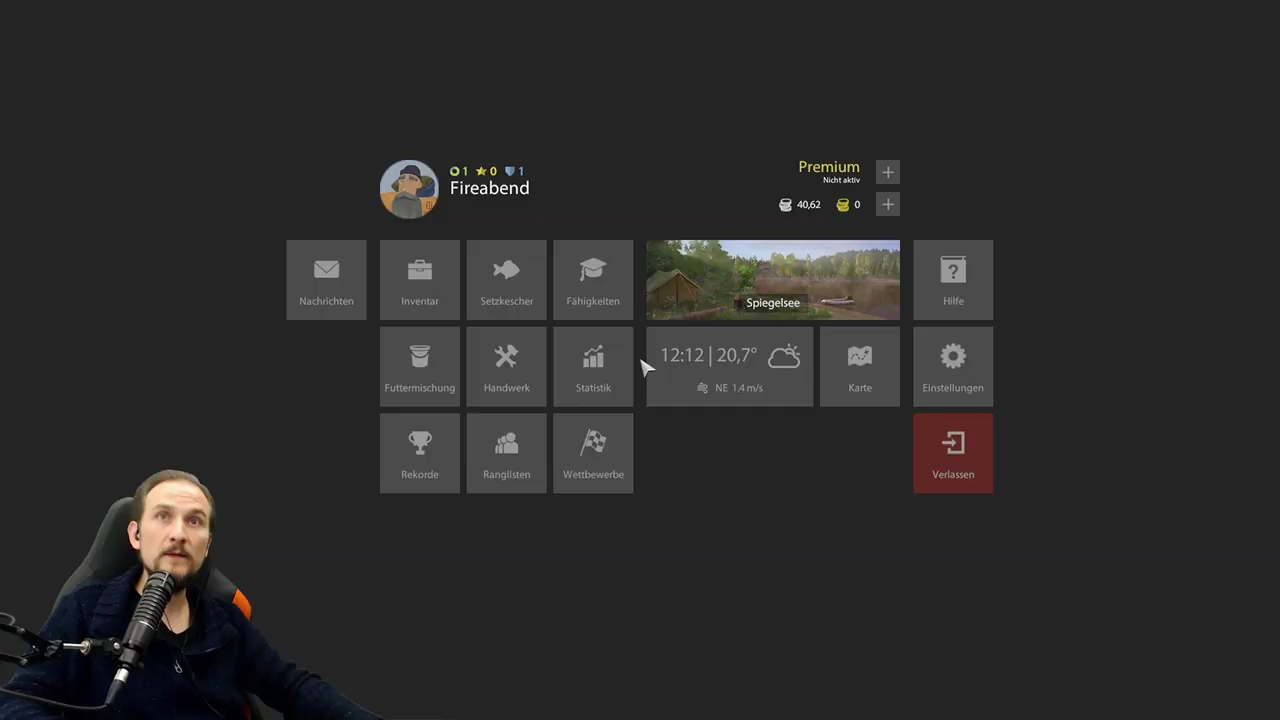 1 0 1
Fireabend
Premium
Nicht aktiv
40,62 0
Nachrichten
Inventar
Setzkescher
Fähigkeiten
Spiegelsee
Hilfe
Futtermischung
Handwerk
Statistik
12:12 | 20,7°
NE 1.4 m/s
Karte
Einstellungen
Rekorde
Ranglisten
Wettbewerbe
Verlassen